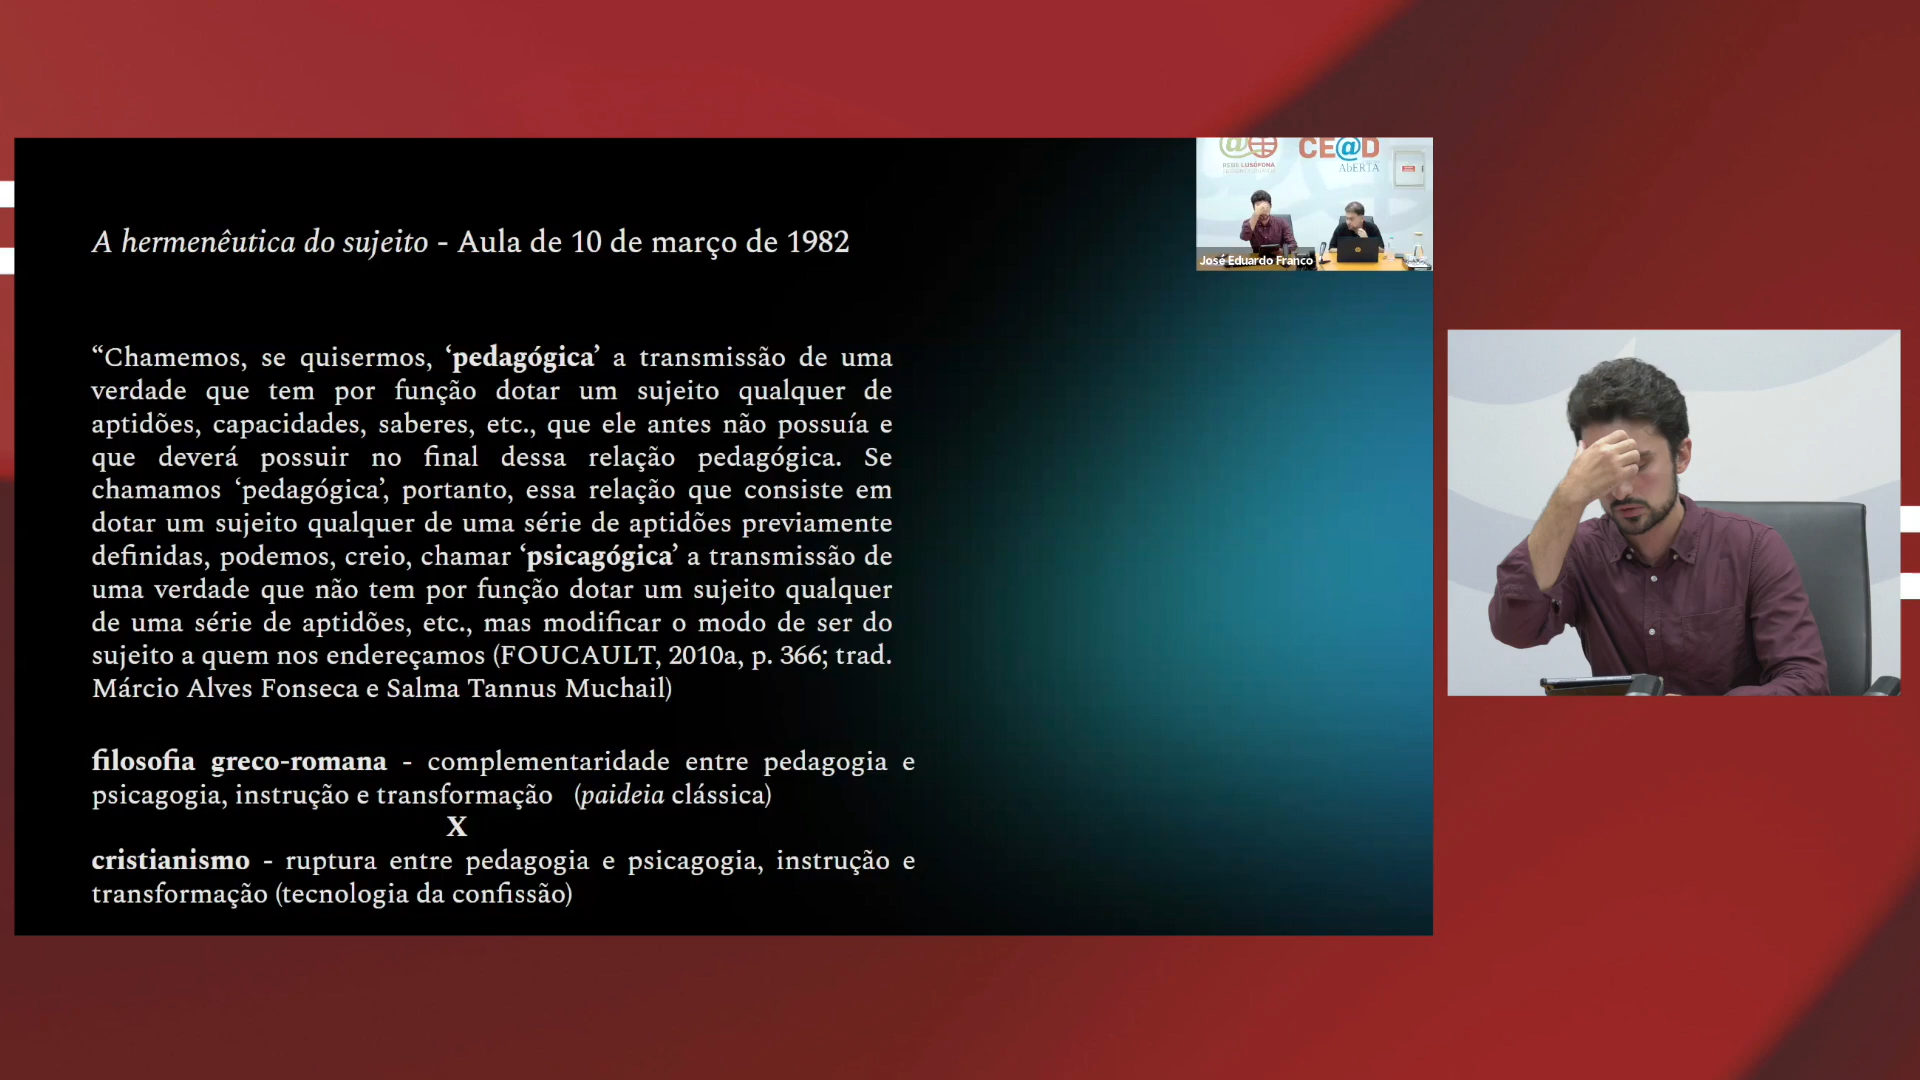 A hermenêutica do sujeito - Aula de 10 de março de 1982
“Chamemos, se quisermos, ‘pedagógica’ a transmissão de uma
verdade que tem por função dotar um sujeito qualquer de
aptidões, capacidades, saberes, etc., que ele antes não possuía e
que deverá possuir no final dessa relação pedagógica. Se
chamamos ‘pedagógica’, portanto, essa relação que consiste em
dotar um sujeito qualquer de uma série de aptidões previamente
definidas, podemos, creio, chamar ‘psicagógica’ a transmissão de
uma verdade que não tem por função dotar um sujeito qualquer
de uma série de aptidões, etc., mas modificar o modo de ser do
sujeito a quem nos endereçamos (FOUCAULT, 2010a, p. 366; trad.
Márcio Alves Fonseca e Salma Tannus Muchail)
filosofia greco-romana - complementaridade entre pedagogia e
psicagogia, instrução e transformação (paideia clássica)
X
cristianismo - ruptura entre pedagogia e psicagogia, instrução e
transformação (tecnologia da confissão)
REDE LUSÓFONA
CE@D
AbERTA
José Eduardo Franco